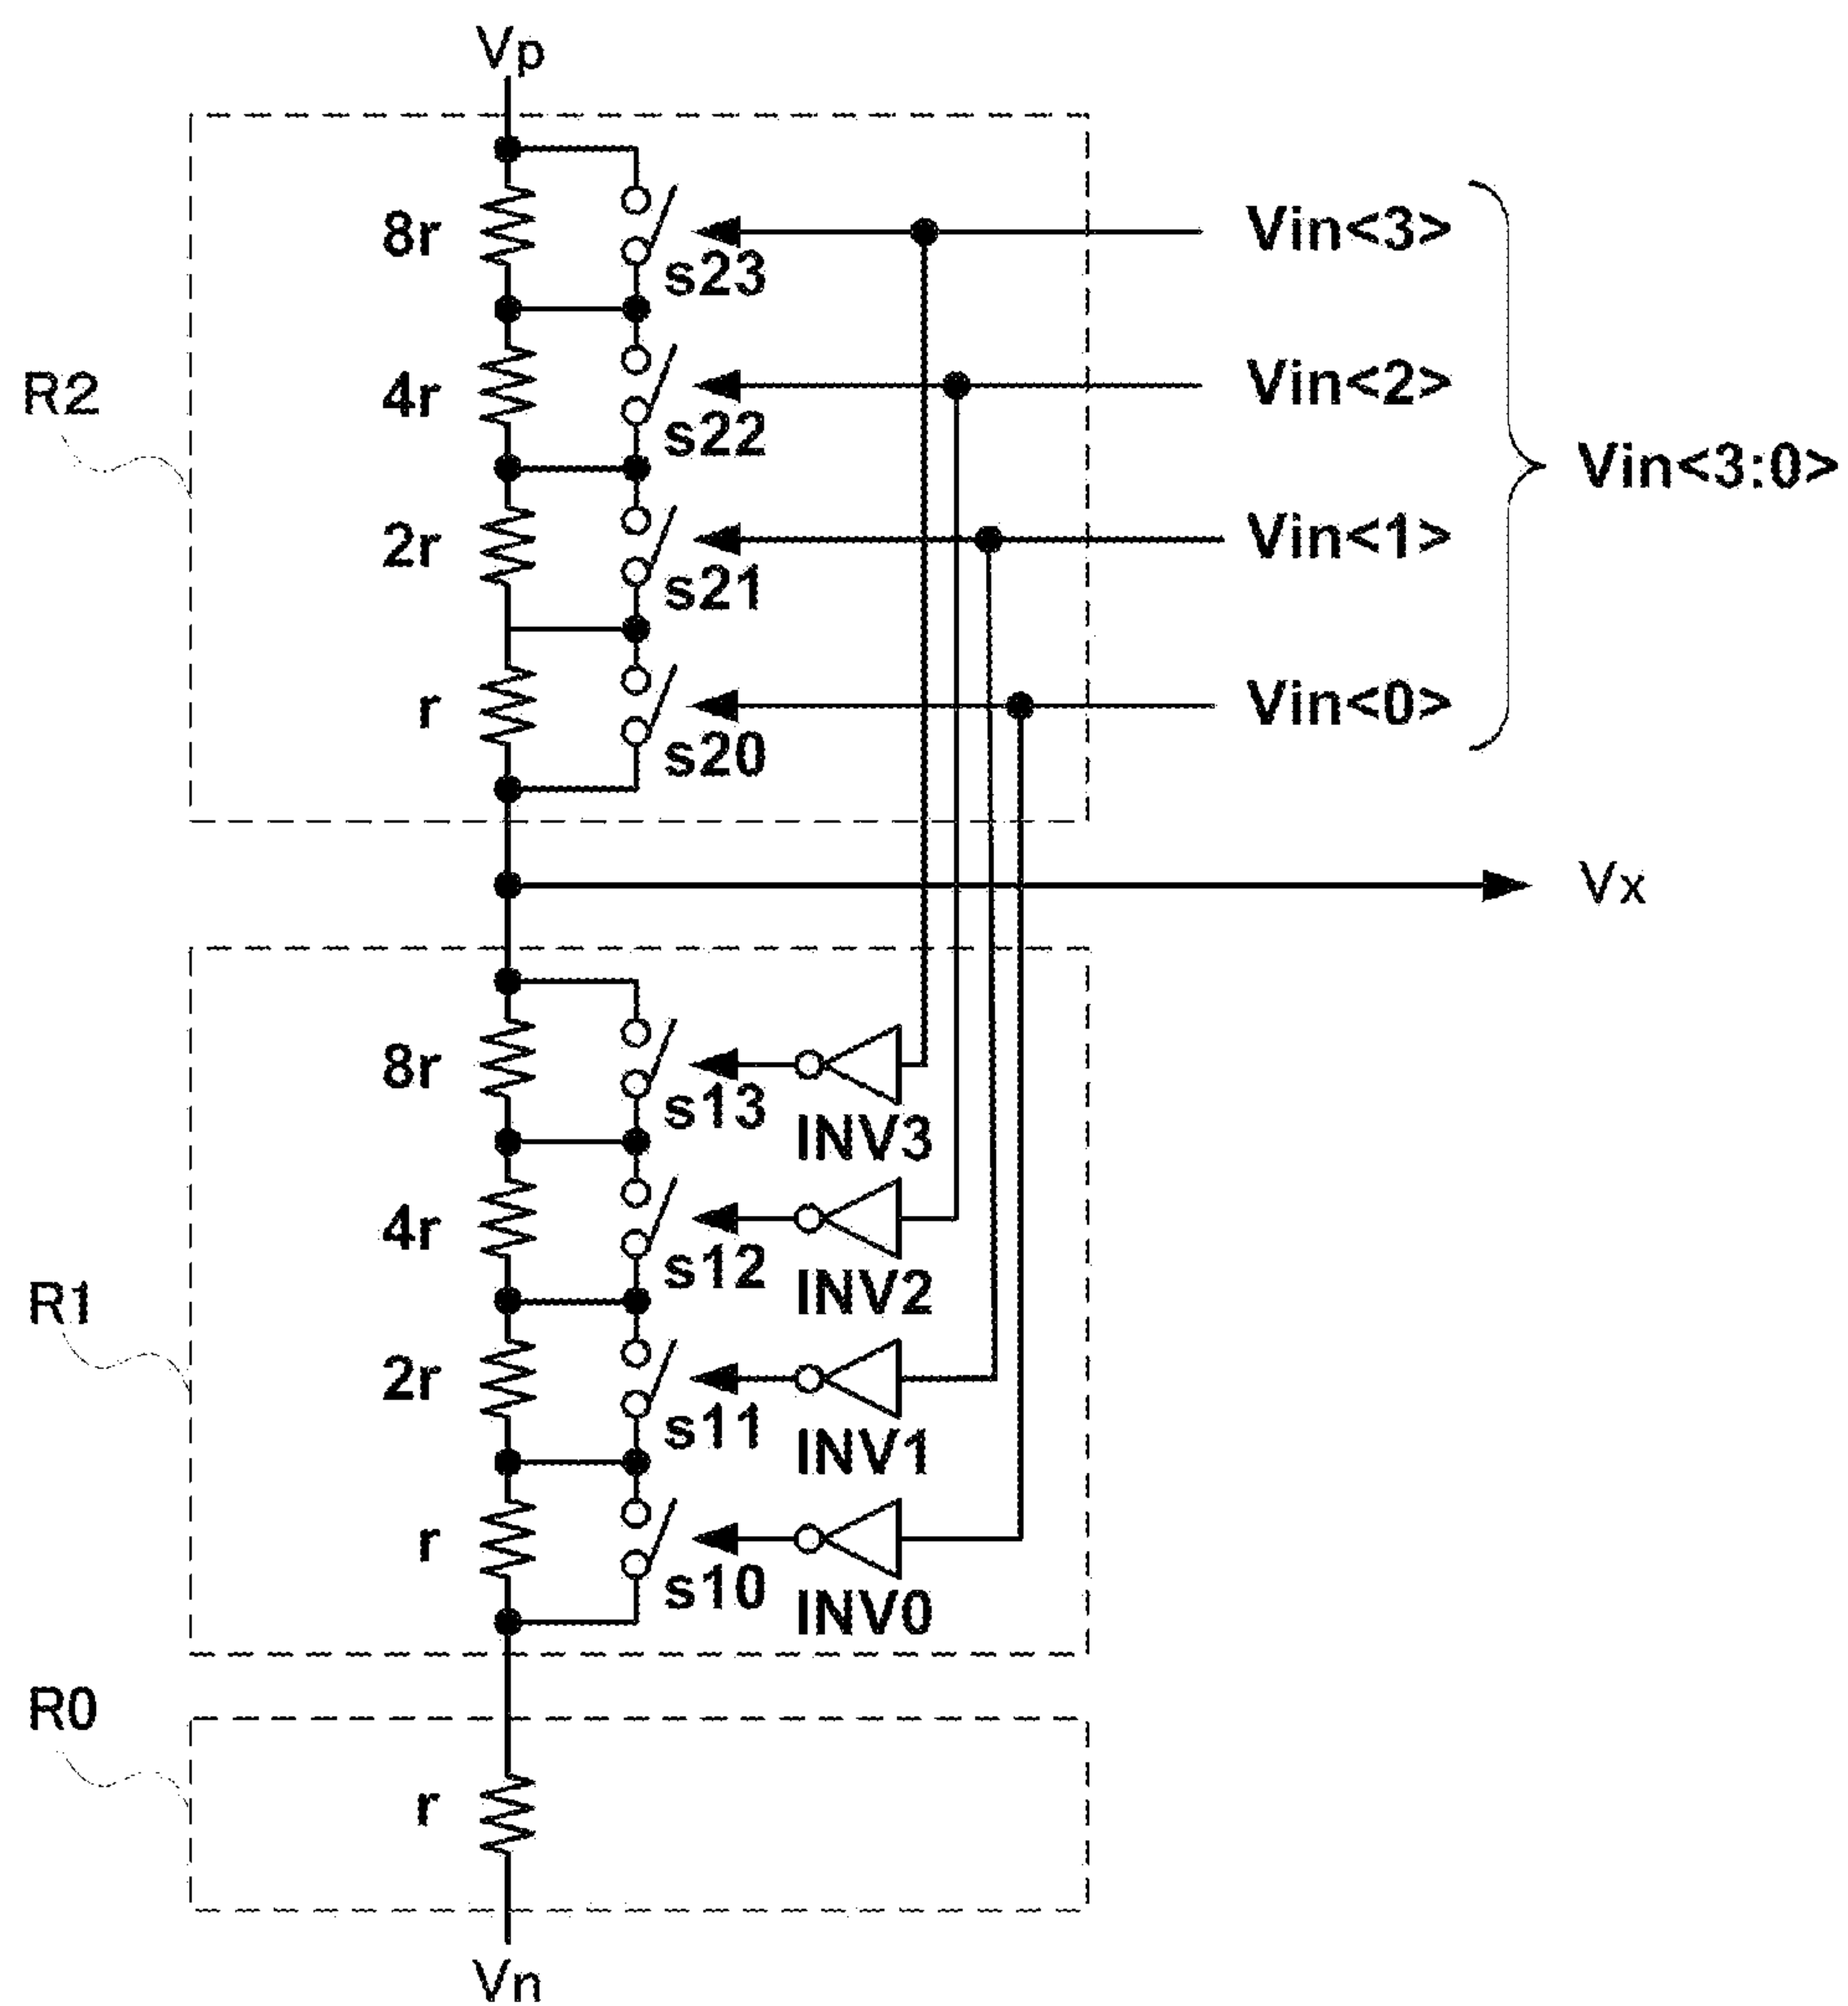 Vp
8r
s23
Vin<3>
R2
4r
s22
Vin<2>
Vin<3:0>
2r
s21
Vin<1>
r
s20
Vin<0>
Vx
8r
s13
INV3
4r
s12
INV2
R1
2r
s11
INV1
r
s10
INV0
R0
r
Vn